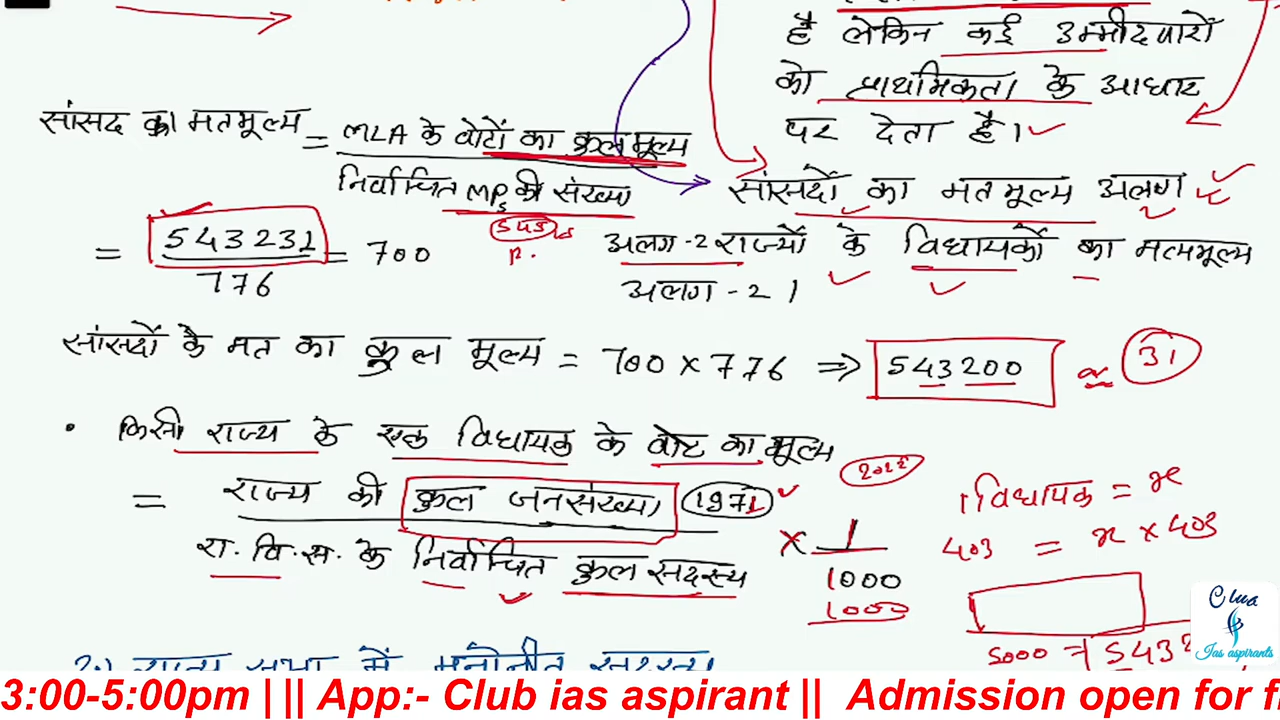 है लेकिन कई उम्मीदवारों
को प्राथमिकता के आधार
पर देता है।
सांसद का मतमूल्य = MLA के वोटों का कुल मूल्य
निर्वाचित MPs की संख्या
सांसदों का मतमूल्य अलग
543
= 543231 = 700
776
अलग-2 राज्यों के विधायकों का मतमूल्य
अलग-2।
सांसदों के मत का कुल मूल्य = 700 × 776 ⇒ 543200
31
• किसी राज्य के एक विधायक के वोट का मूल्य
= राज्य की कुल जनसंख्या (1971)
रा. वि. स. के निर्वाचित कुल सदस्य
× 1
1000
1000
1 विधायक = x
403 = x × 403
5000 = 5432
Club
Ias aspirants
3:00-5:00pm | || App:- Club ias aspirant || Admission open for f